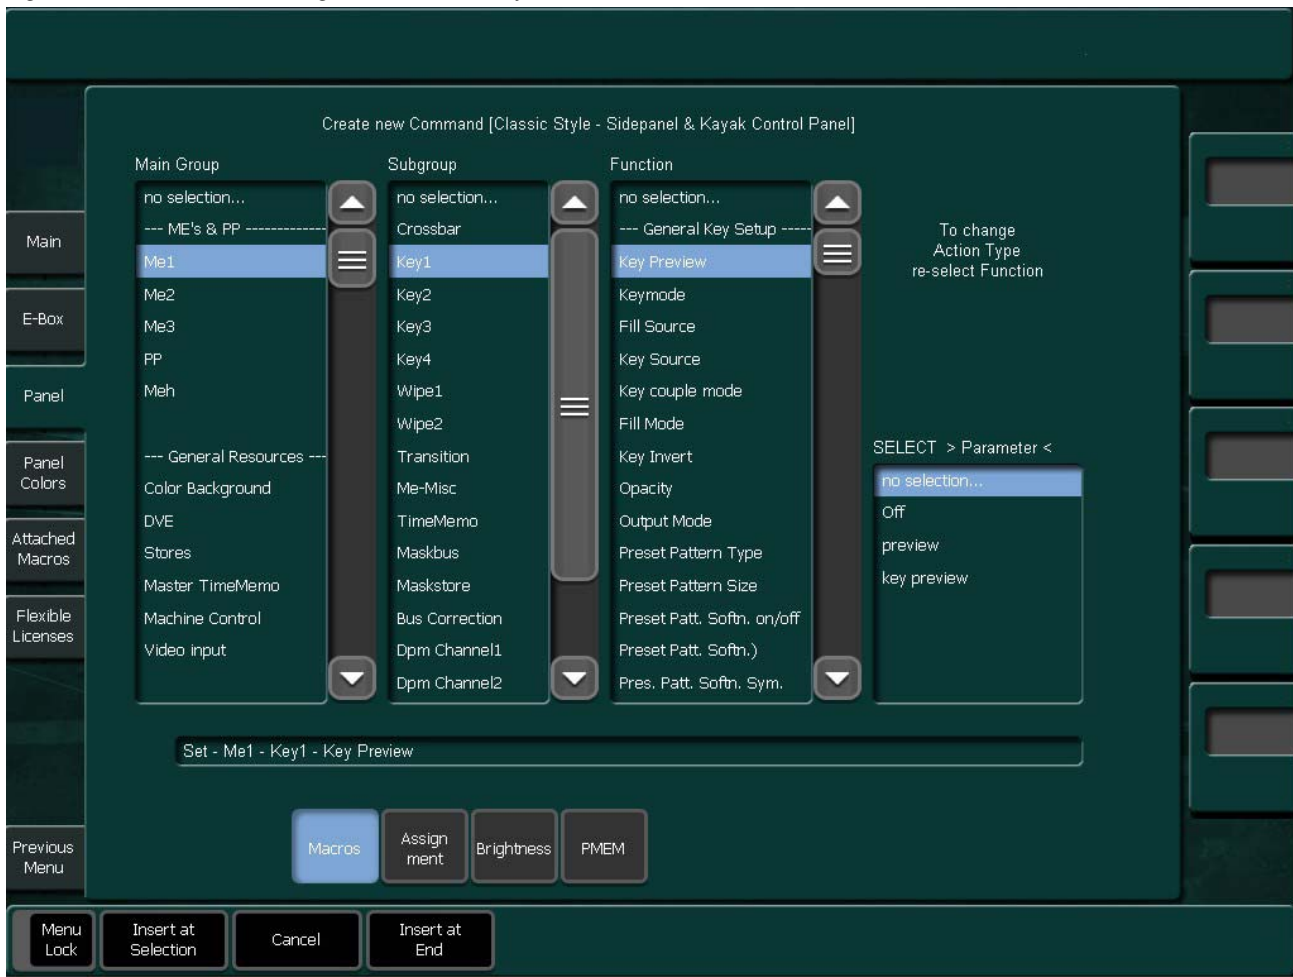 Create new Command [Classic Style - Sidepanel & Kayak Control Panel]
Main Group
no selection...
--- ME's & PP -------------
Me1
Me2
Me3
PP
Meh
--- General Resources ---
Color Background
DVE
Stores
Master TimeMemo
Machine Control
Video input
Subgroup
no selection...
Crossbar
Key1
Key2
Key3
Key4
Wipe1
Wipe2
Transition
Me-Misc
TimeMemo
Maskbus
Maskstore
Bus Correction
Dpm Channel1
Dpm Channel2
Function
no selection...
--- General Key Setup -----
Key Preview
Keymode
Fill Source
Key Source
Key couple mode
Fill Mode
Key Invert
Opacity
Output Mode
Preset Pattern Type
Preset Pattern Size
Preset Patt. Softn. on/off
Preset Patt. Softn.)
Pres. Patt. Softn. Sym.
To change
Action Type
re-select Function
SELECT > Parameter <
no selection...
Off
preview
key preview
Set - Me1 - Key1 - Key Preview
Macros
Assign
ment
Brightness
PMEM
Main
E-Box
Panel
Panel
Colors
Attached
Macros
Flexible
Licenses
Previous
Menu
Menu
Lock
Insert at
Selection
Cancel
Insert at
End